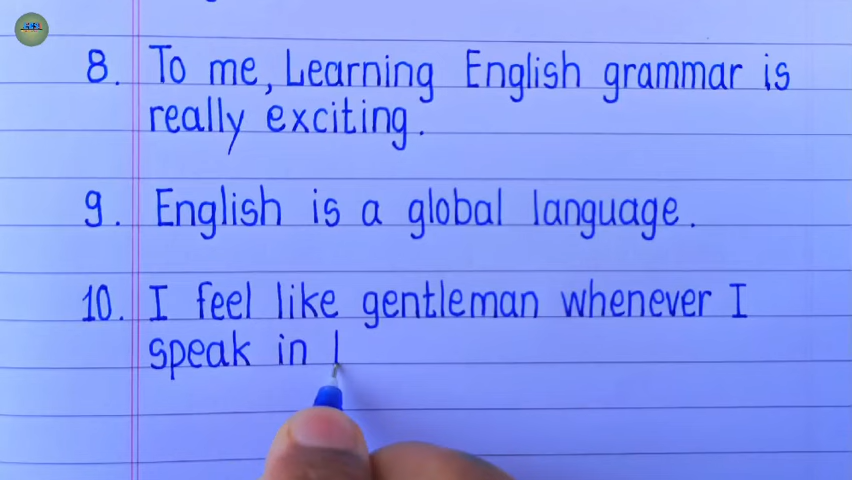 8. To me, Learning English grammar is
really exciting.
9. English is a global language.
10. I feel like gentleman whenever I
speak in